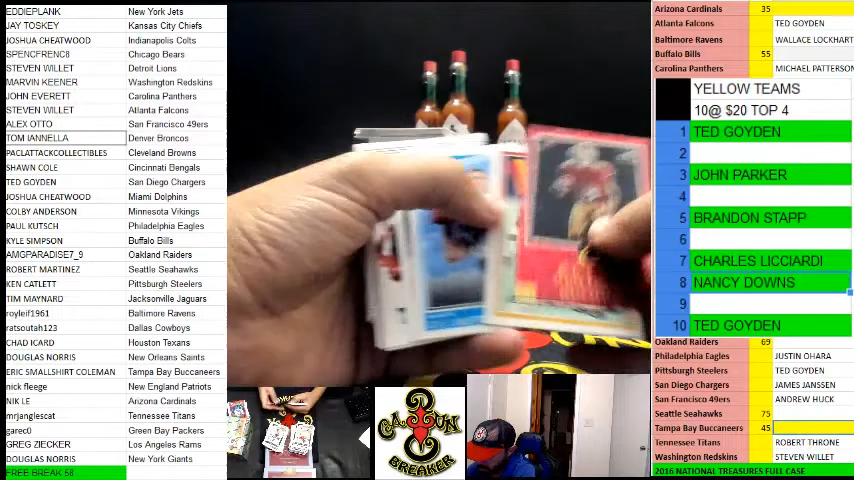 EDDIEPLANK New York Jets
JAY TOSKEY Kansas City Chiefs
JOSHUA CHEATWOOD Indianapolis Colts
SPENCFRENC8 Chicago Bears
STEVEN WILLET Detroit Lions
MARVIN KEENER Washington Redskins
JOHN EVERETT Carolina Panthers
STEVEN WILLET Atlanta Falcons
ALEX OTTO San Francisco 49ers
TOM IANNELLA Denver Broncos
PACLATTACKCOLLECTIBLES Cleveland Browns
SHAWN COLE Cincinnati Bengals
TED GOYDEN San Diego Chargers
JOSHUA CHEATWOOD Miami Dolphins
COLBY ANDERSON Minnesota Vikings
PAUL KUTSCH Philadelphia Eagles
KYLE SIMPSON Buffalo Bills
AMGPARADISE7_9 Oakland Raiders
ROBERT MARTINEZ Seattle Seahawks
KEN CATLETT Pittsburgh Steelers
TIM MAYNARD Jacksonville Jaguars
royleif1961 Baltimore Ravens
ratsoutah123 Dallas Cowboys
CHAD ICARD Houston Texans
DOUGLAS NORRIS New Orleans Saints
ERIC SMALLSHIRT COLEMAN Tampa Bay Buccaneers
nick fleege New England Patriots
NIK LE Arizona Cardinals
mrjanglescat Tennessee Titans
garec0 Green Bay Packers
GREG ZIECKER Los Angeles Rams
DOUGLAS NORRIS New York Giants
FREE BREAK 68
CA GUN
BREAKER
Arizona Cardinals 35
Atlanta Falcons TED GOYDEN
Baltimore Ravens WALLACE LOCKHART
Buffalo Bills 55
Carolina Panthers MICHAEL PATTERSON
YELLOW TEAMS
10@ $20 TOP 4
1 TED GOYDEN
2
3 JOHN PARKER
4
5 BRANDON STAPP
6
7 CHARLES LICCIARDI
8 NANCY DOWNS
9
10 TED GOYDEN
Oakland Raiders 69
Philadelphia Eagles JUSTIN OHARA
Pittsburgh Steelers TED GOYDEN
San Diego Chargers JAMES JANSSEN
San Francisco 49ers ANDREW HUCK
Seattle Seahawks 75
Tampa Bay Buccaneers 45
Tennessee Titans ROBERT THRONE
Washington Redskins STEVEN WILLET
2016 NATIONAL TREASURES FULL CASE